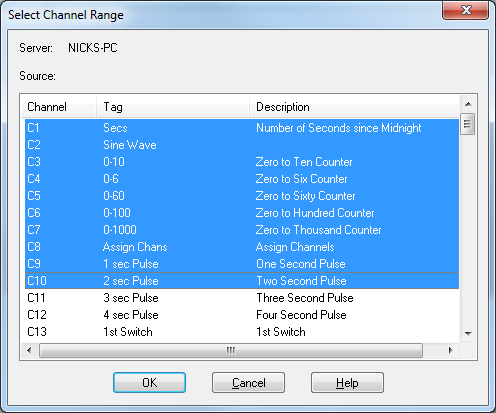 Select Channel Range
Server: NICKS-PC
Source:
Channel Tag Description
C1 Secs Number of Seconds since Midnight
C2 Sine Wave
C3 0-10 Zero to Ten Counter
C4 0-6 Zero to Six Counter
C5 0-60 Zero to Sixty Counter
C6 0-100 Zero to Hundred Counter
C7 0-1000 Zero to Thousand Counter
C8 Assign Chans Assign Channels
C9 1 sec Pulse One Second Pulse
C10 2 sec Pulse Two Second Pulse
C11 3 sec Pulse Three Second Pulse
C12 4 sec Pulse Four Second Pulse
C13 1st Switch 1st Switch
OK Cancel Help